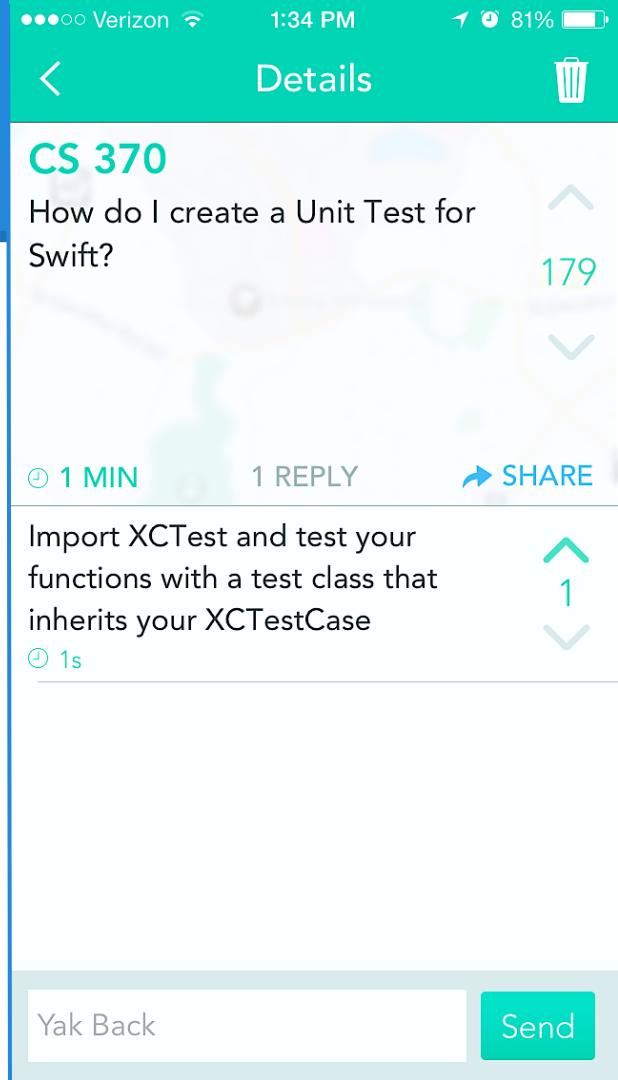 Verizon 1:34 PM 81%
Details
CS 370
How do I create a Unit Test for
Swift?
179
1 MIN 1 REPLY SHARE
Import XCTest and test your
functions with a test class that
inherits your XCTestCase
1
1s
Yak Back Send